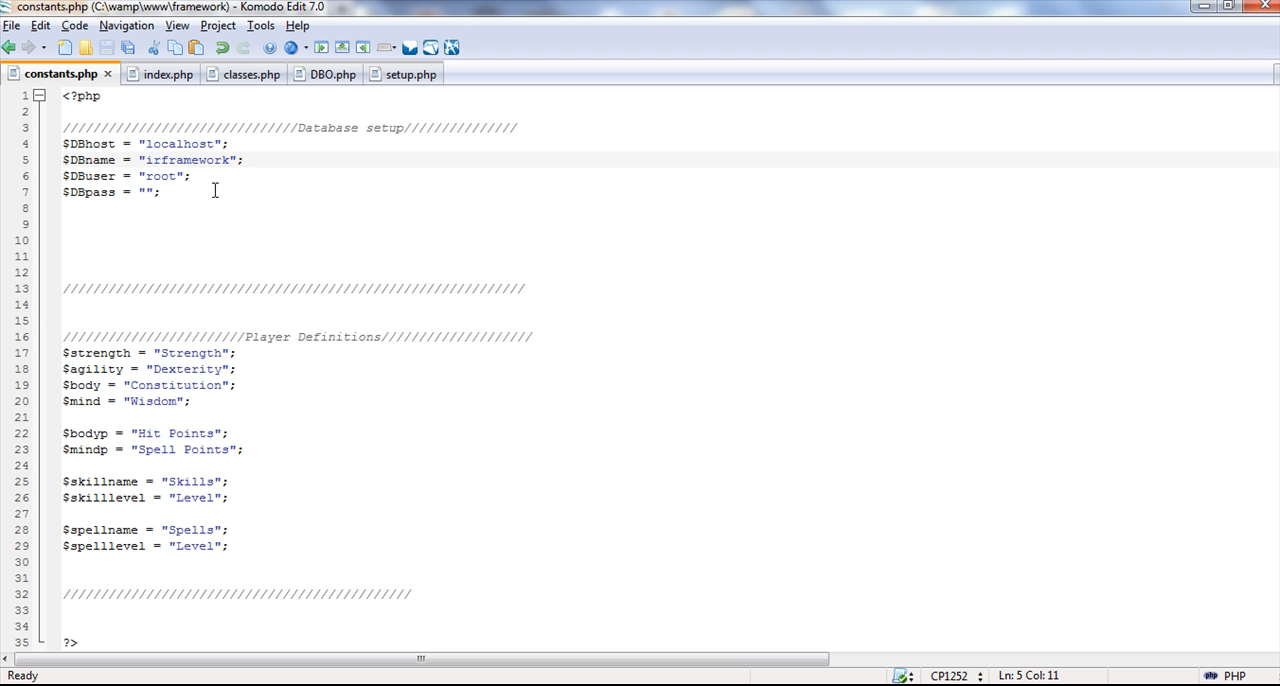 constants.php (C:\wamp\www\framework) - Komodo Edit 7.0
File Edit Code Navigation View Project Tools Help
constants.php index.php classes.php DBO.php setup.php
1 <?php
2
3 ///////////////////////////////Database setup///////////////
4 $DBhost = "localhost";
5 $DBname = "irframework";
6 $DBuser = "root";
7 $DBpass = "";
8
9
10
11
12
13 /////////////////////////////////////////////////////////////
14
15
16 ////////////////////////Player Definitions////////////////////
17 $strength = "Strength";
18 $agility = "Dexterity";
19 $body = "Constitution";
20 $mind = "Wisdom";
21
22 $bodyp = "Hit Points";
23 $mindp = "Spell Points";
24
25 $skillname = "Skills";
26 $skilllevel = "Level";
27
28 $spellname = "Spells";
29 $spelllevel = "Level";
30
31
32 //////////////////////////////////////////////
33
34
35 ?>
Ready CP1252 Ln: 5 Col: 11 PHP